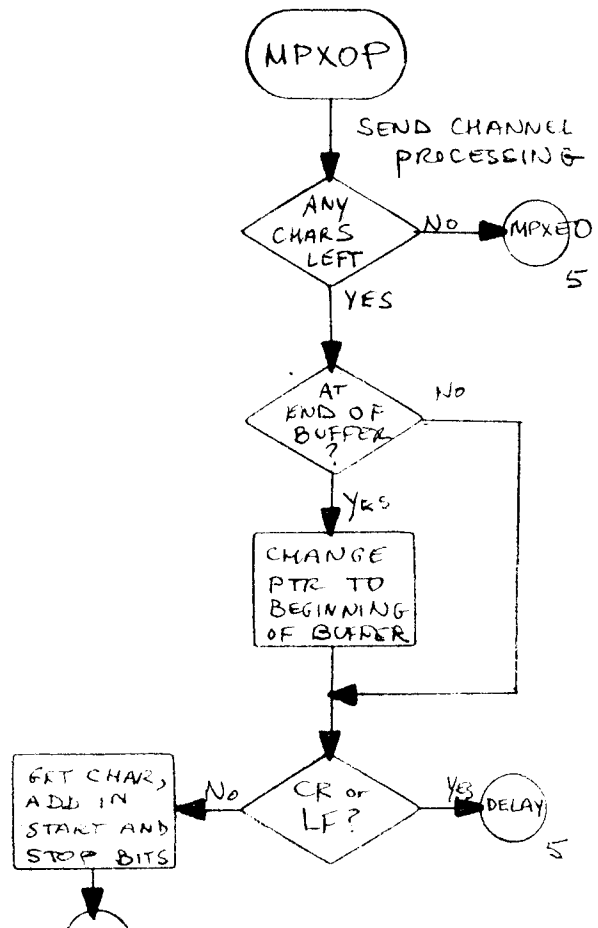 MPXOP
SEND CHANNEL
PROCESSING
ANY
CHARS
LEFT
NO
MPXEO
5
YES
AT
END OF
BUFFER
?
NO
YES
CHANGE
PTR TO
BEGINNING
OF BUFFER
CR or
LF?
NO
GET CHAR,
ADD IN
START AND
STOP BITS
YES
DELAY
5